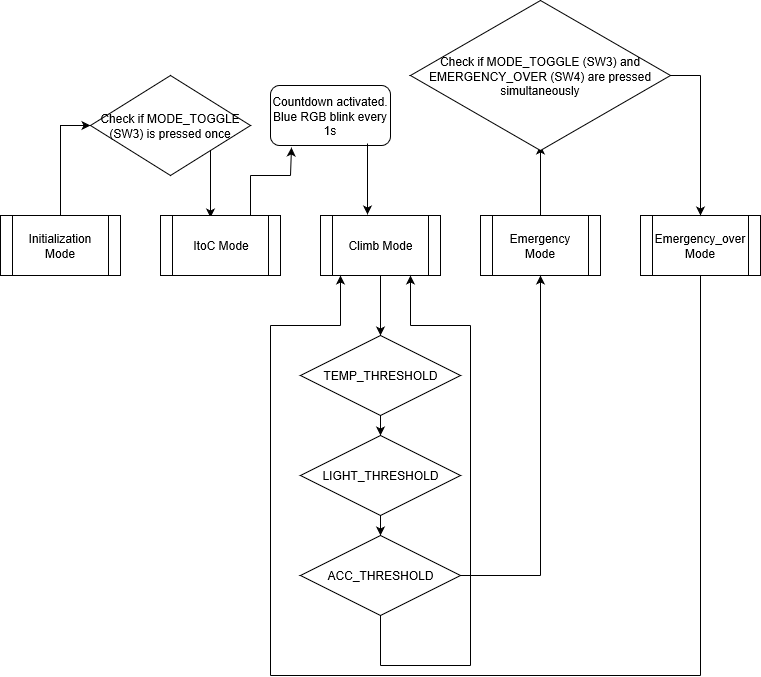 Check if MODE_TOGGLE (SW3) and
EMERGENCY_OVER (SW4) are pressed
simultaneously
Countdown activated.
Blue RGB blink every
1s
Check if MODE_TOGGLE
(SW3) is pressed once
Initialization
Mode
ItoC Mode
Climb Mode
Emergency
Mode
Emergency_over
Mode
TEMP_THRESHOLD
LIGHT_THRESHOLD
ACC_THRESHOLD